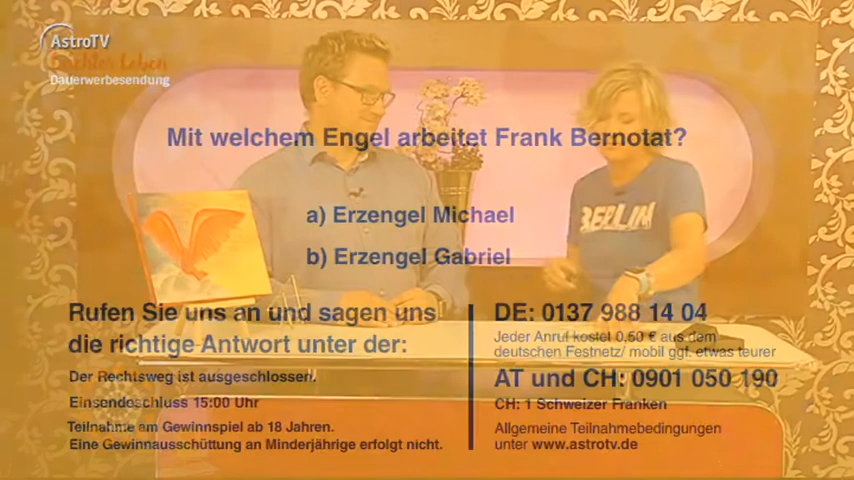 AstroTV
Leichter Leben
Dauerwerbesendung
Mit welchem Engel arbeitet Frank Bernotat?
a) Erzengel Michael
b) Erzengel Gabriel
BERLIN
Rufen Sie uns an und sagen uns
die richtige Antwort unter der:
Der Rechtsweg ist ausgeschlossen.
Einsendeschluss 15:00 Uhr
Teilnahme am Gewinnspiel ab 18 Jahren.
Eine Gewinnausschüttung an Minderjährige erfolgt nicht.
DE: 0137 988 14 04
Jeder Anruf kostet 0,50 € aus dem
deutschen Festnetz/ mobil ggf. etwas teurer
AT und CH: 0901 050 190
CH: 1 Schweizer Franken
Allgemeine Teilnahmebedingungen
unter www.astrotv.de